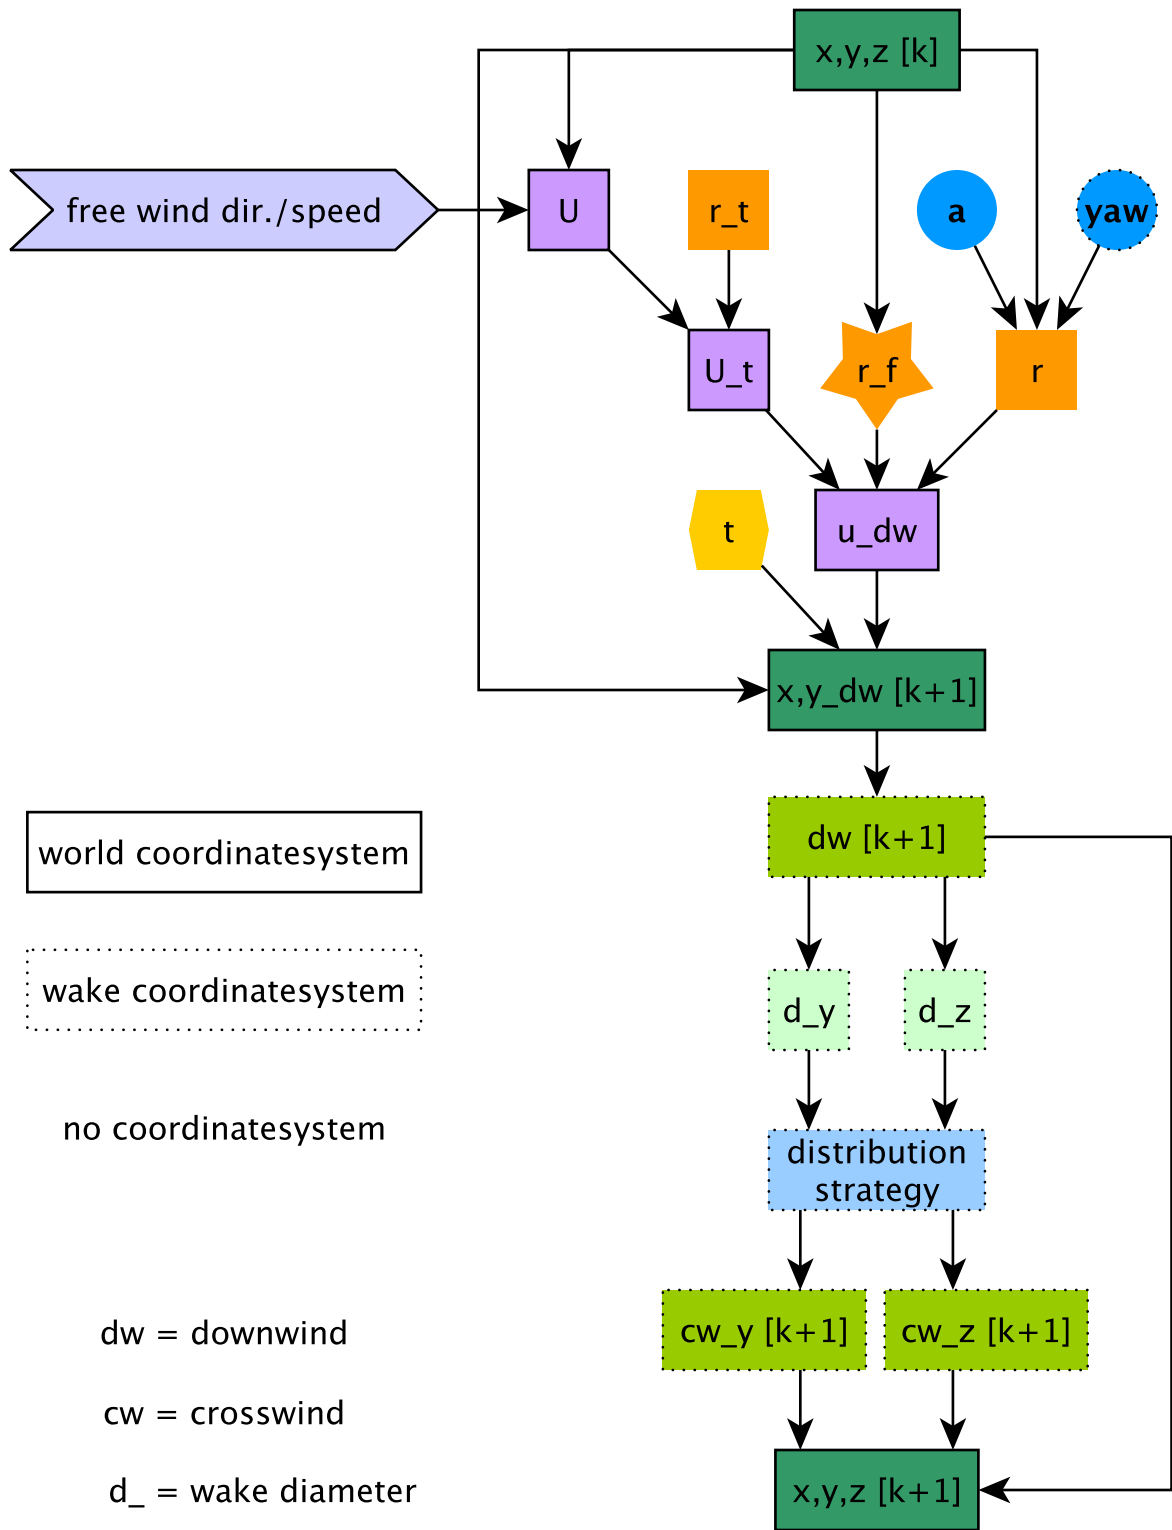 x,y,z [k]
free wind dir./speed
U
r_t
a
yaw
U_t
r_f
r
t
u_dw
x,y_dw [k+1]
dw [k+1]
world coordinatesystem
wake coordinatesystem
d_y
d_z
no coordinatesystem
distribution
strategy
cw_y [k+1]
cw_z [k+1]
dw = downwind
cw = crosswind
d_ = wake diameter
x,y,z [k+1]